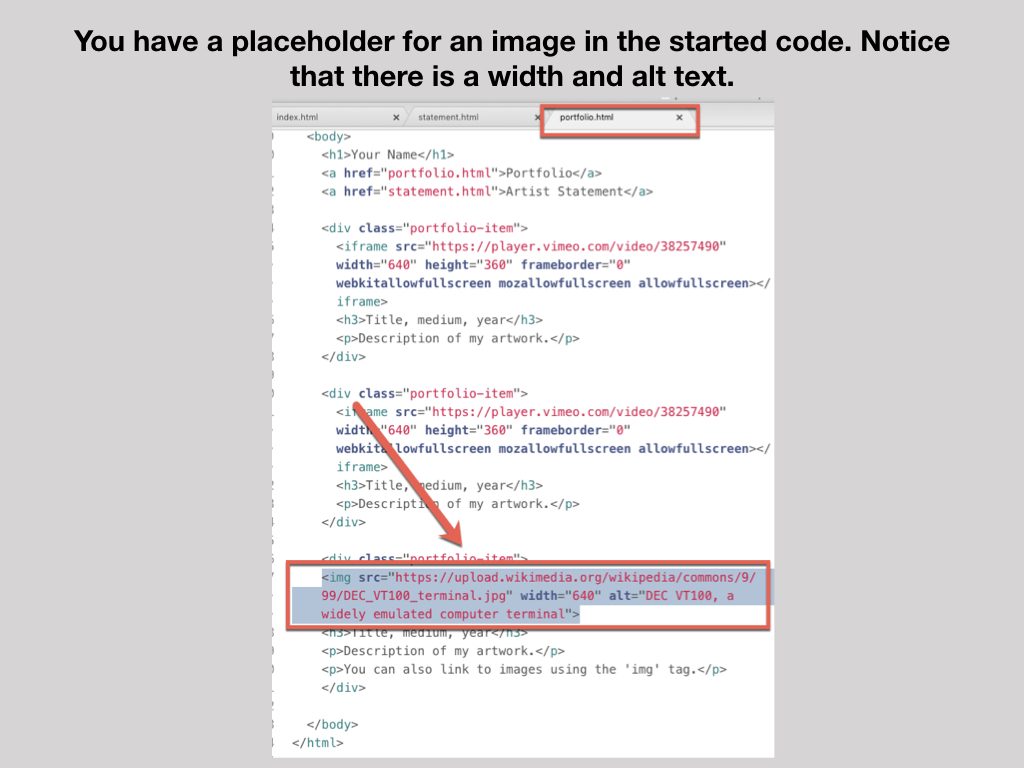 You have a placeholder for an image in the started code. Notice
that there is a width and alt text.
index.html × statement.html × portfolio.html ×
<body>
<h1>Your Name</h1>
<a href="portfolio.html">Portfolio</a>
<a href="statement.html">Artist Statement</a>
<div class="portfolio-item">
<iframe src="https://player.vimeo.com/video/38257490"
width="640" height="360" frameborder="0"
webkitallowfullscreen mozallowfullscreen allowfullscreen></
iframe>
<h3>Title, medium, year</h3>
<p>Description of my artwork.</p>
</div>
<div class="portfolio-item">
<iframe src="https://player.vimeo.com/video/38257490"
width="640" height="360" frameborder="0"
webkitallowfullscreen mozallowfullscreen allowfullscreen></
iframe>
<h3>Title, medium, year</h3>
<p>Description of my artwork.</p>
</div>
<div class="portfolio-item">
<img src="https://upload.wikimedia.org/wikipedia/commons/9/
99/DEC_VT100_terminal.jpg" width="640" alt="DEC VT100, a
widely emulated computer terminal">
<h3>Title, medium, year</h3>
<p>Description of my artwork.</p>
<p>You can also link to images using the 'img' tag.</p>
</div>
</body>
</html>